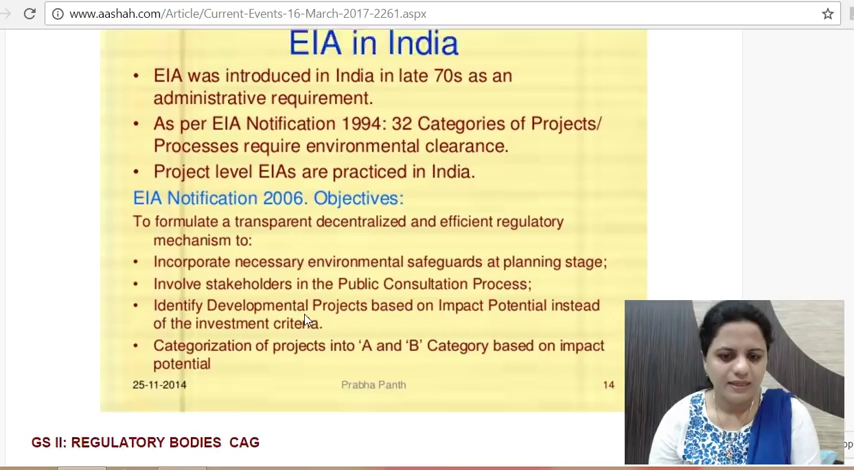 www.aashah.com/Article/Current-Events-16-March-2017-2261.aspx
EIA in India
• EIA was introduced in India in late 70s as an
administrative requirement.
• As per EIA Notification 1994: 32 Categories of Projects/
Processes require environmental clearance.
• Project level EIAs are practiced in India.
EIA Notification 2006. Objectives:
To formulate a transparent decentralized and efficient regulatory
mechanism to:
• Incorporate necessary environmental safeguards at planning stage;
• Involve stakeholders in the Public Consultation Process;
• Identify Developmental Projects based on Impact Potential instead
of the investment criteria.
• Categorization of projects into ‘A and ‘B’ Category based on impact
potential
25-11-2014 Prabha Panth 14
GS II: REGULATORY BODIES CAG